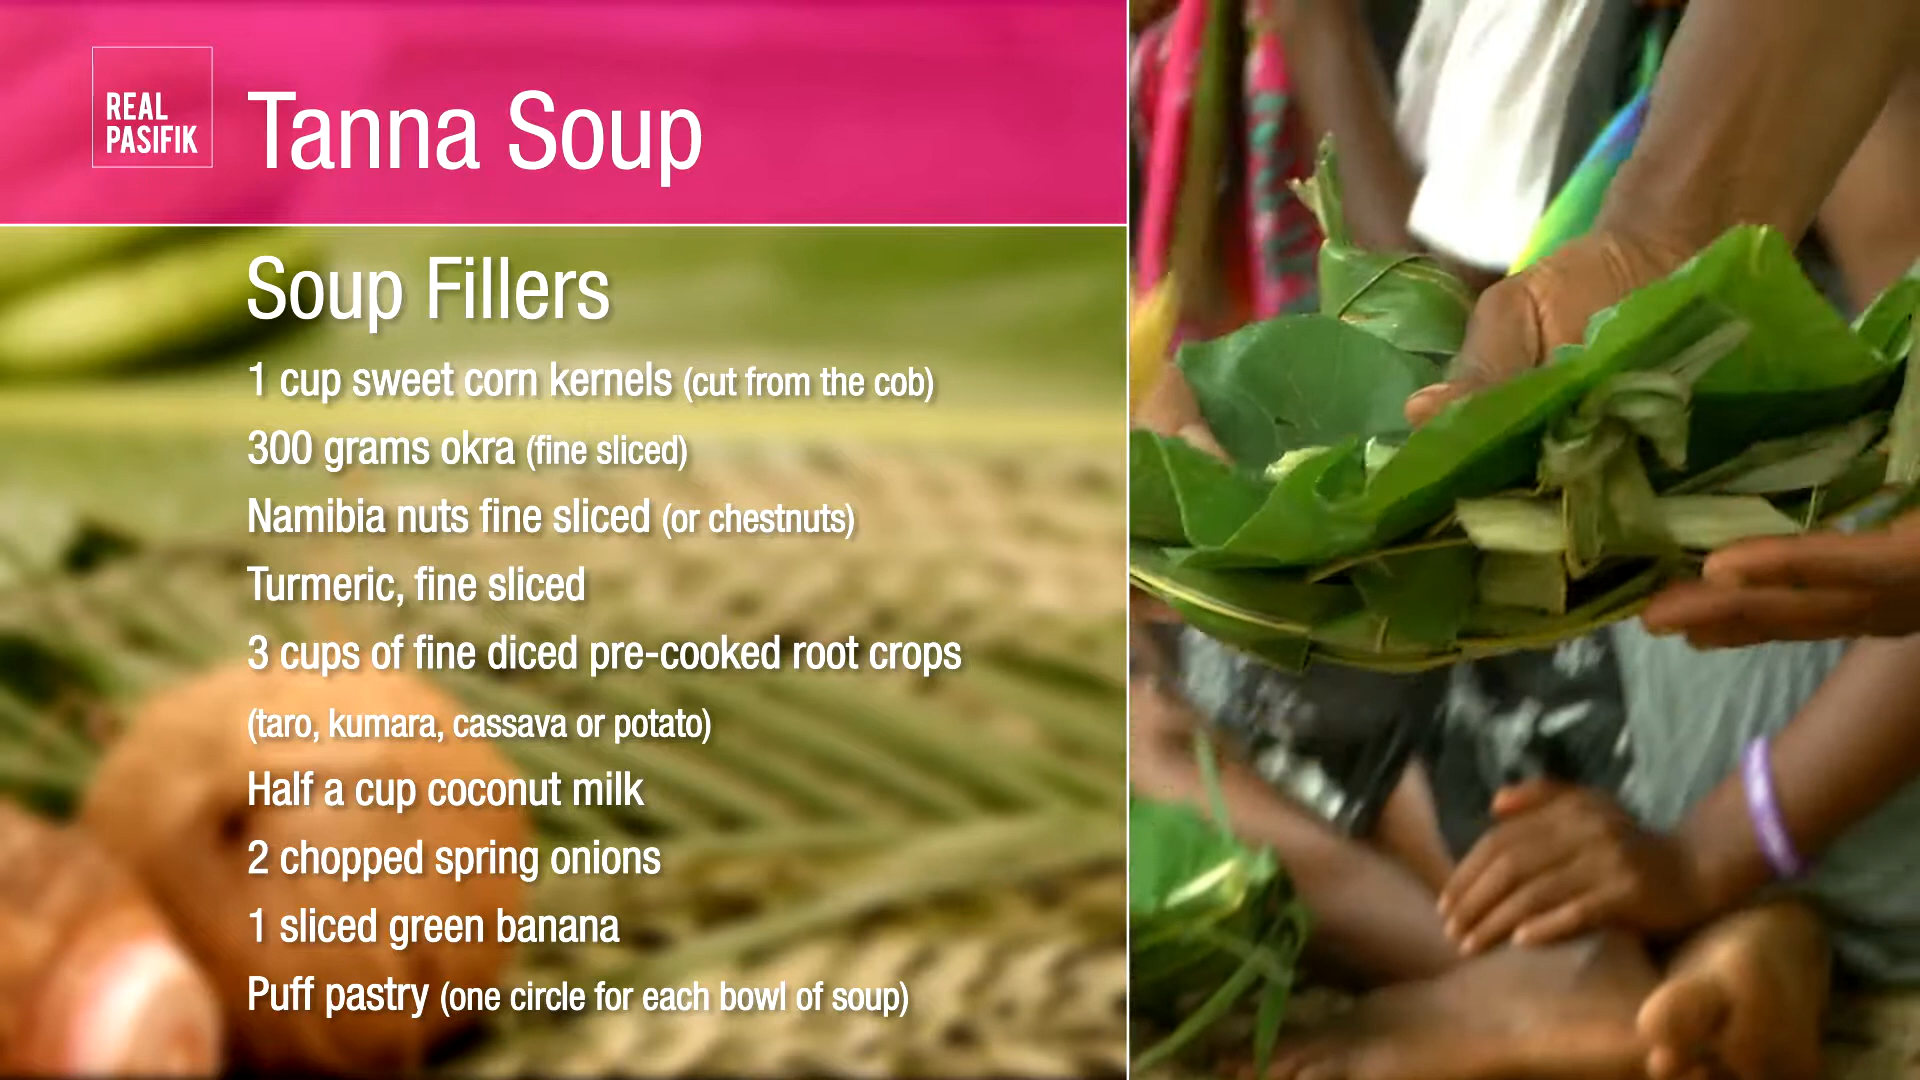 REAL
PASIFIK
Tanna Soup
Soup Fillers
1 cup sweet corn kernels (cut from the cob)
300 grams okra (fine sliced)
Namibia nuts fine sliced (or chestnuts)
Turmeric, fine sliced
3 cups of fine diced pre-cooked root crops
(taro, kumara, cassava or potato)
Half a cup coconut milk
2 chopped spring onions
1 sliced green banana
Puff pastry (one circle for each bowl of soup)